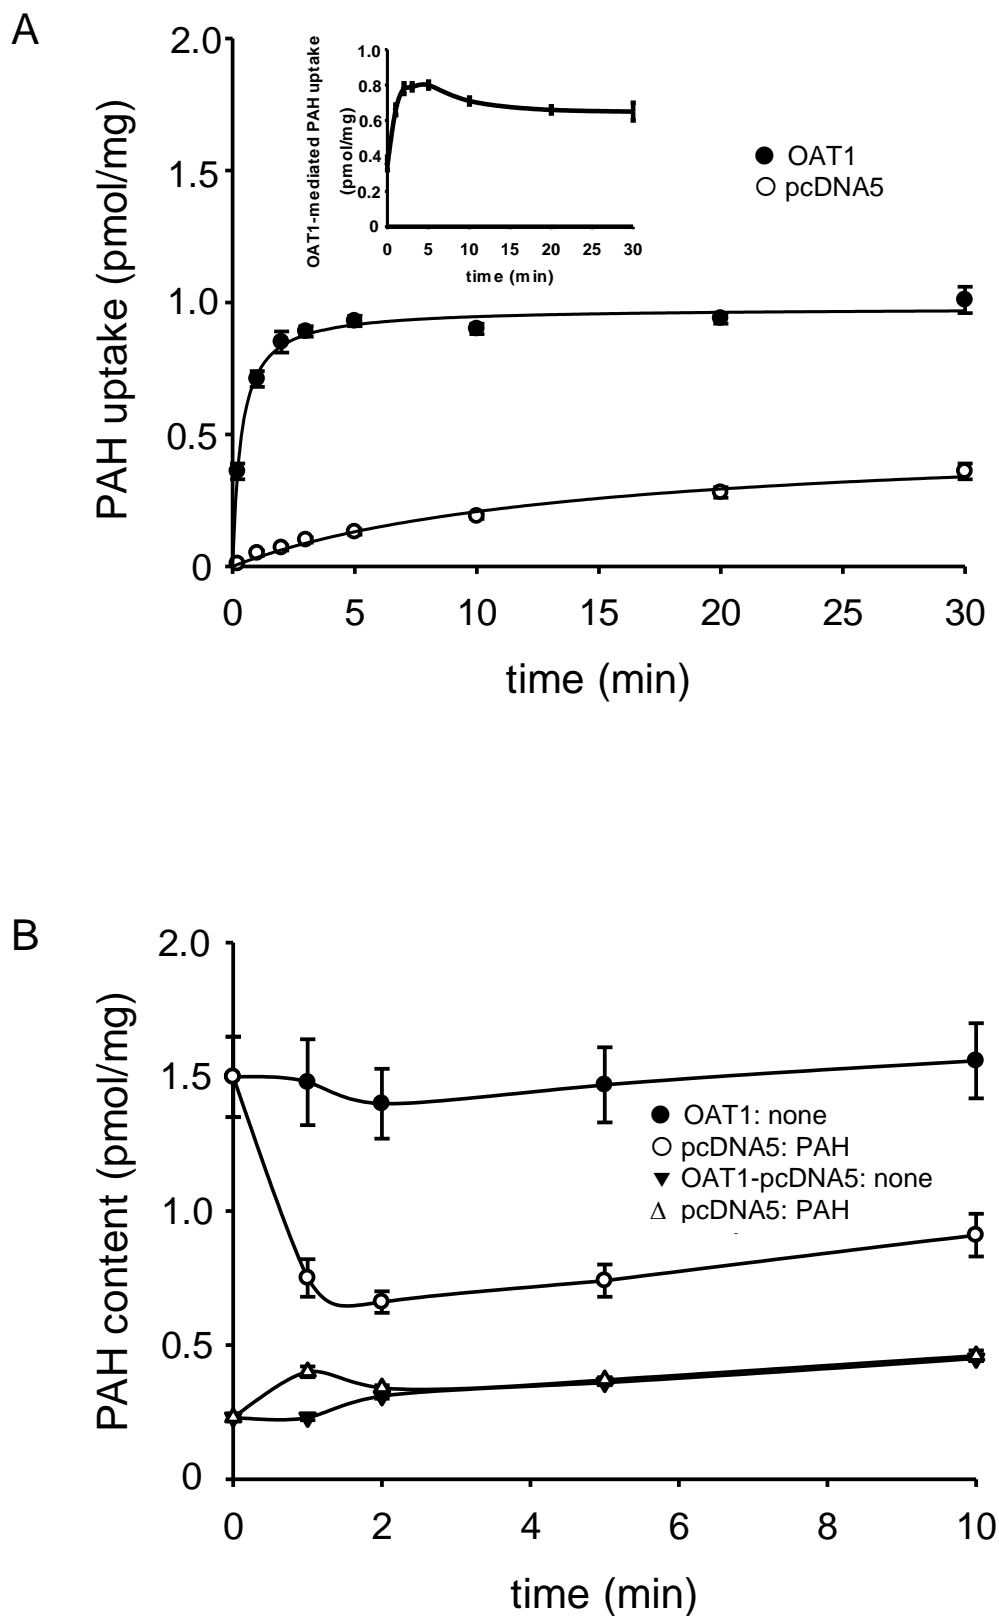 A
2.0
1.5
1.0
0.5
0
PAH uptake (pmol/mg)
0 5 10 15 20 25 30
time (min)
OAT1-mediated PAH uptake
(pmol/mg)
1.0
0.8
0.6
0.4
0.2
0
0 5 10 15 20 25 30
time (min)
OAT1
pcDNA5
B
2.0
1.5
1.0
0.5
0
PAH content (pmol/mg)
0 2 4 6 8 10
time (min)
OAT1: none
pcDNA5: PAH
OAT1-pcDNA5: none
pcDNA5: PAH